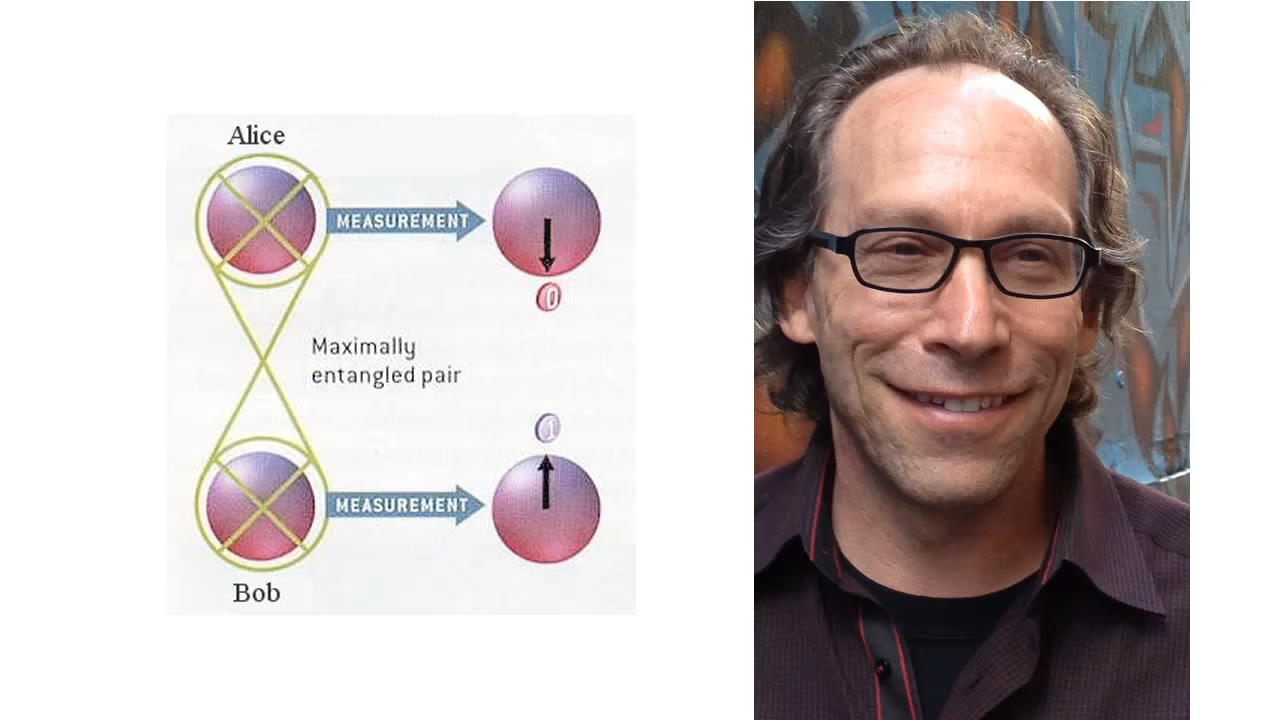 Alice
MEASUREMENT
0
Maximally
entangled pair
1
MEASUREMENT
Bob